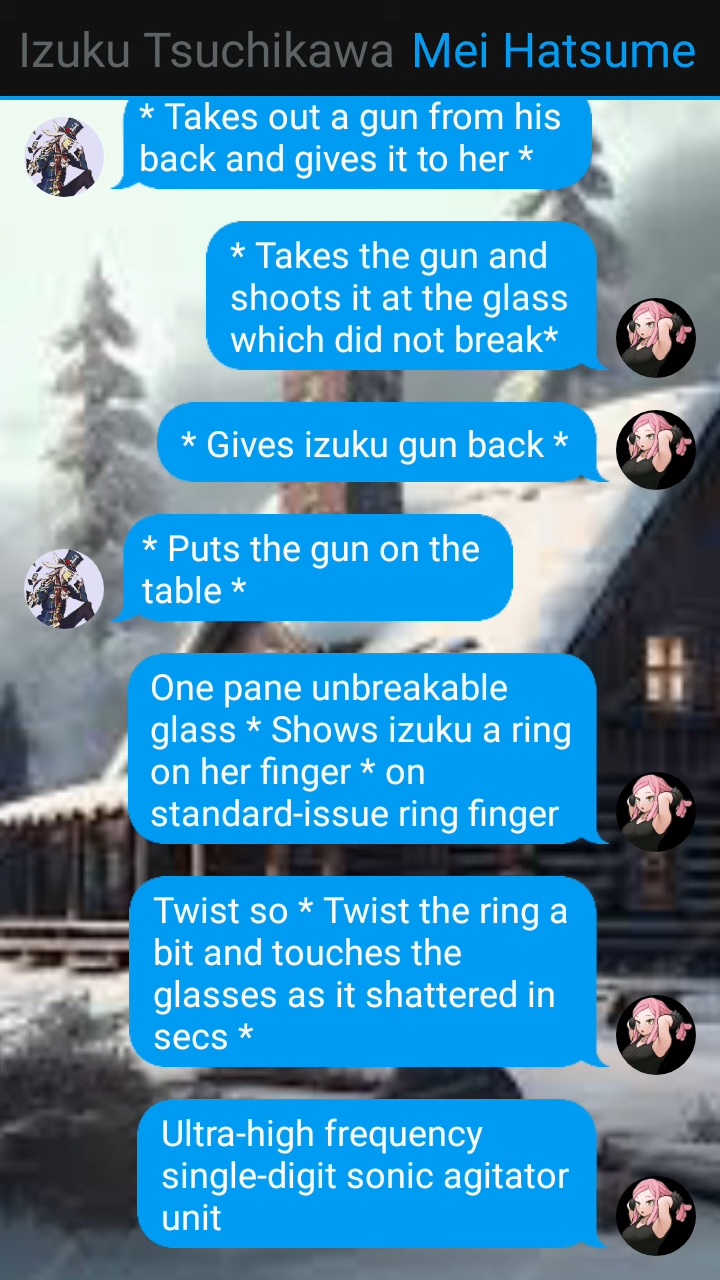 Izuku Tsuchikawa Mei Hatsume
* Takes out a gun from his
back and gives it to her *
* Takes the gun and
shoots it at the glass
which did not break*
* Gives izuku gun back *
* Puts the gun on the
table *
One pane unbreakable
glass * Shows izuku a ring
on her finger * on
standard-issue ring finger
Twist so * Twist the ring a
bit and touches the
glasses as it shattered in
secs *
Ultra-high frequency
single-digit sonic agitator
unit